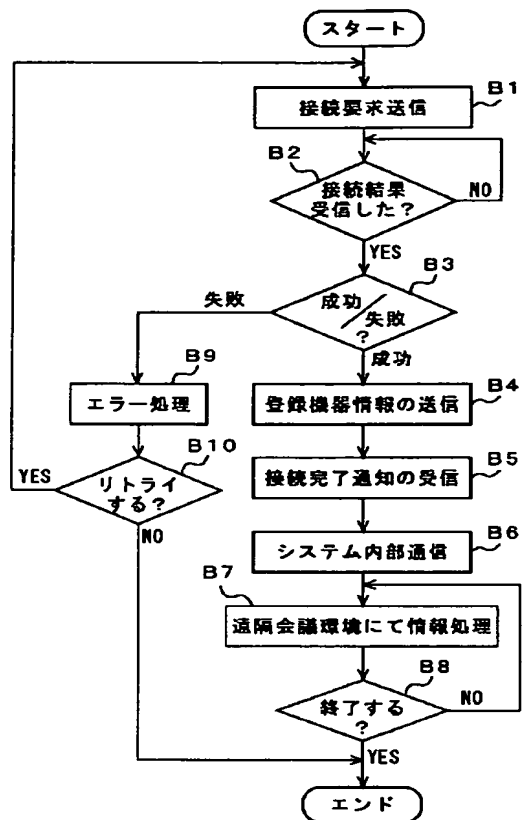 スタート
B1
接続要求送信
B2
接続結果
受信した?
NO
YES
B3
成功
/失敗
?
失敗
成功
B9
エラー処理
B4
登録機器情報の送信
B10
リトライ
する?
YES
NO
B5
接続完了通知の受信
B6
システム内部通信
B7
遠隔会議環境にて情報処理
B8
終了する
?
NO
YES
エンド